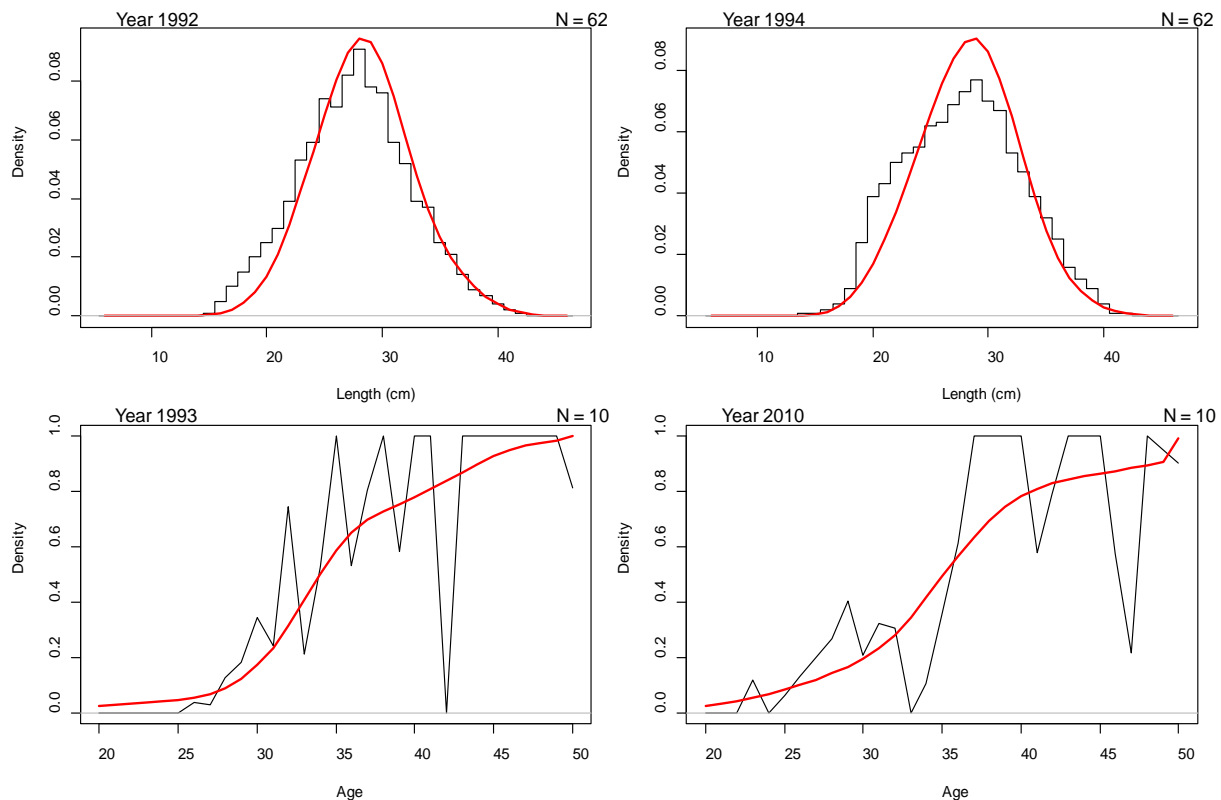 Year 1992 N = 62
Density
0.00 0.02 0.04 0.06 0.08
10 20 30 40
Length (cm)
Year 1994 N = 62
Density
0.00 0.02 0.04 0.06 0.08
10 20 30 40
Length (cm)
Year 1993 N = 10
Density
0.0 0.2 0.4 0.6 0.8 1.0
20 25 30 35 40 45 50
Age
Year 2010 N = 10
Density
0.0 0.2 0.4 0.6 0.8 1.0
20 25 30 35 40 45 50
Age